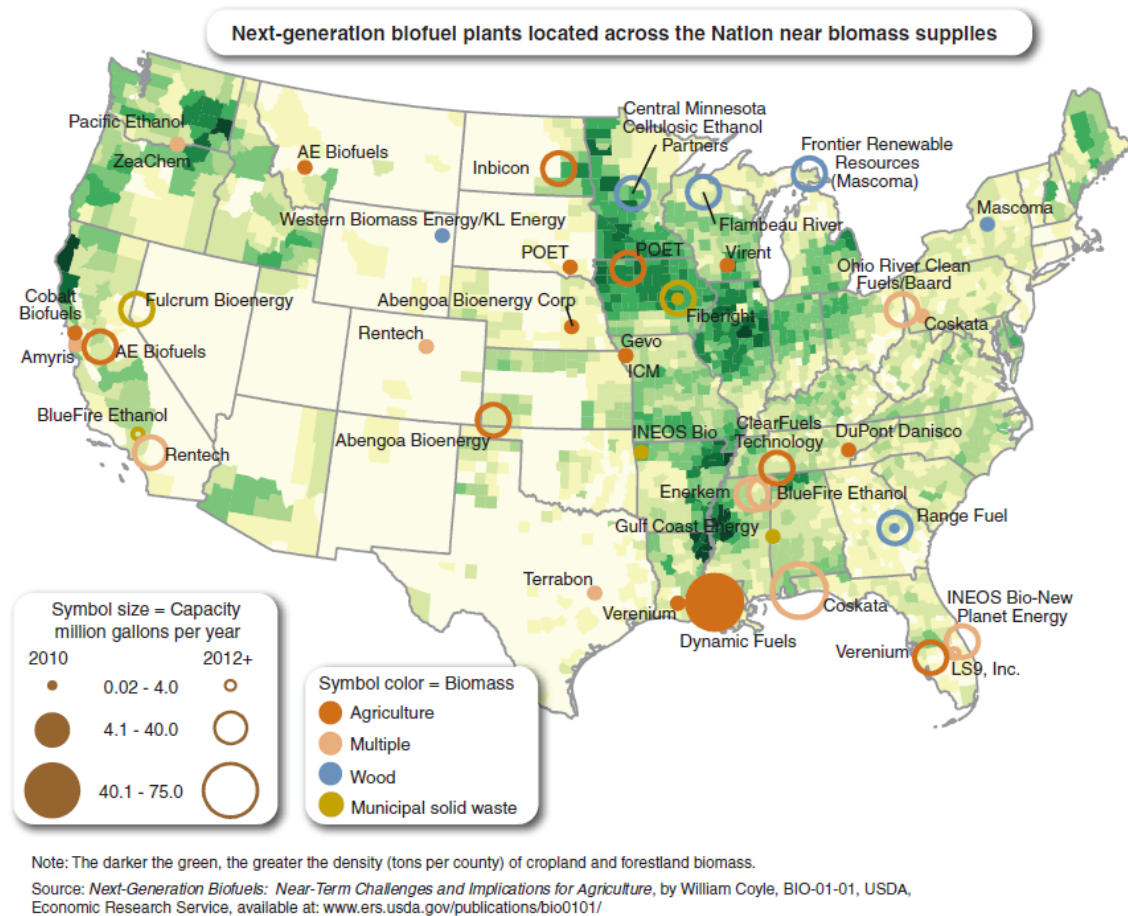 Next-generation biofuel plants located across the Nation near biomass supplies
Central Minnesota
Cellulosic Ethanol
Partners
Frontier Renewable
Resources
(Mascoma)
Pacific Ethanol
ZeaChem
AE Biofuels
Inbicon
Western Biomass Energy/KL Energy
Flambeau River
Mascoma
POET
POET
Virent
Ohio River Clean
Fuels/Baard
Cobalt
Biofuels
Fulcrum Bioenergy
Abengoa Bioenergy Corp
Fiberight
Coskata
Amyris
AE Biofuels
Rentech
Gevo
ICM
BlueFire Ethanol
Rentech
Abengoa Bioenergy
INEOS Bio
ClearFuels
Technology
DuPont Danisco
Enerkem
BlueFire Ethanol
Gulf Coast Energy
Range Fuel
Terrabon
Verenium
Dynamic Fuels
Coskata
INEOS Bio-New
Planet Energy
Verenium
LS9, Inc.
Symbol size = Capacity
million gallons per year
2010
2012+
0.02 - 4.0
4.1 - 40.0
40.1 - 75.0
Symbol color = Biomass
Agriculture
Multiple
Wood
Municipal solid waste
Note: The darker the green, the greater the density (tons per county) of cropland and forestland biomass.
Source: Next-Generation Biofuels: Near-Term Challenges and Implications for Agriculture, by William Coyle, BIO-01-01, USDA,
Economic Research Service, available at: www.ers.usda.gov/publications/bio0101/